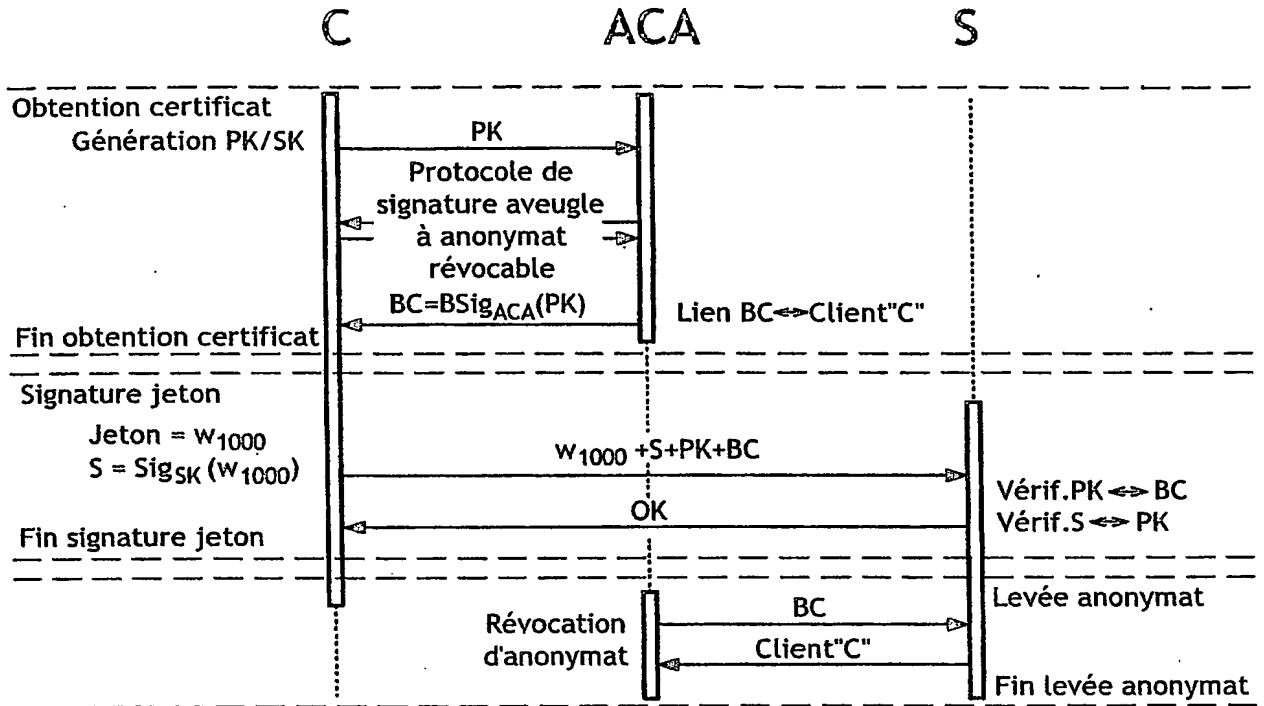 C ACA S
Obtention certificat
Génération PK/SK
PK
Protocole de
signature aveugle
à anonymat
révocable
BC=BSigACA(PK)
Lien BC<=>Client"C"
Fin obtention certificat
Signature jeton
Jeton = w1000
S = SigSK (w1000)
w1000 +S+PK+BC
Vérif.PK<=> BC
OK
Vérif.S<=> PK
Fin signature jeton
Levée anonymat
BC
Révocation
d'anonymat
Client"C"
Fin levée anonymat